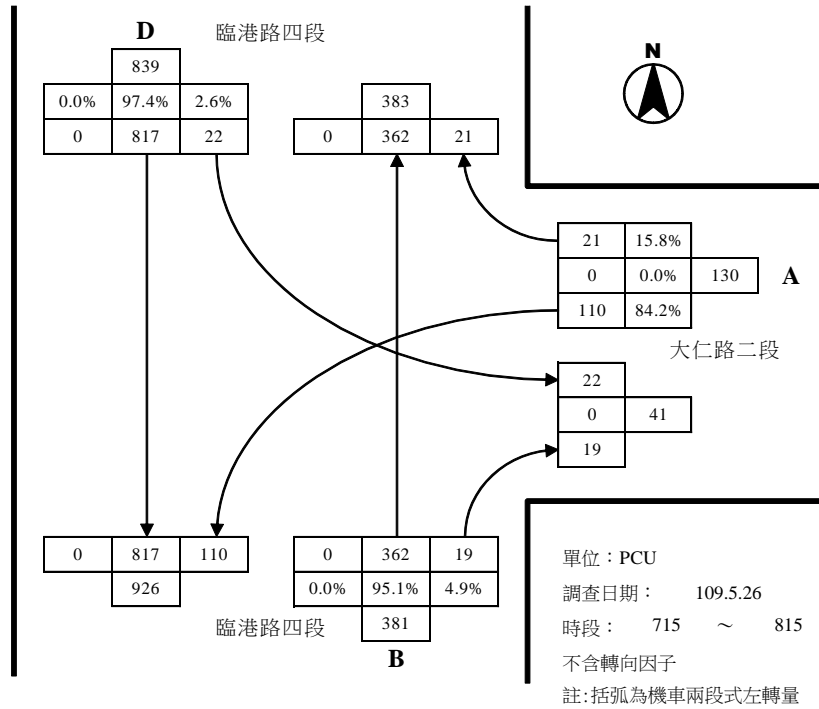 D 臨港路四段
N
839
0.0% 97.4% 2.6%
0 817 22
383
0 362 21
21 15.8%
0 0.0% 130
110 84.2%
A
大仁路二段
22
0 41
19
0 817 110
926
0 362 19
0.0% 95.1% 4.9%
381
臨港路四段
B
單位：PCU
調查日期： 109.5.26
時段： 715 ～ 815
不含轉向因子
註:括弧為機車兩段式左轉量